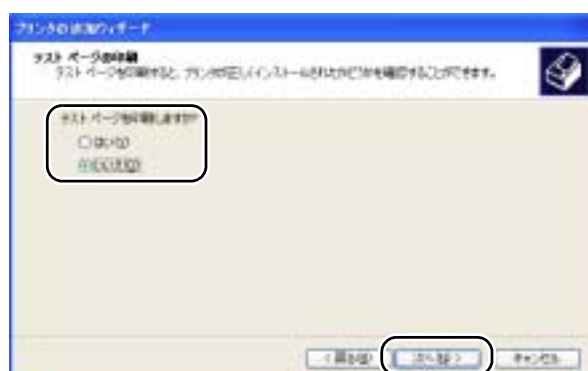 プリンタの追加ウィザード
テスト ページの印刷
テスト ページを印刷すると、プリンタが正しくインストールされたかどうかを確認することができます。
テスト ページを印刷しますか?
はい(Y)
いいえ(O)
< 戻る(B)
次へ(N) >
キャンセル